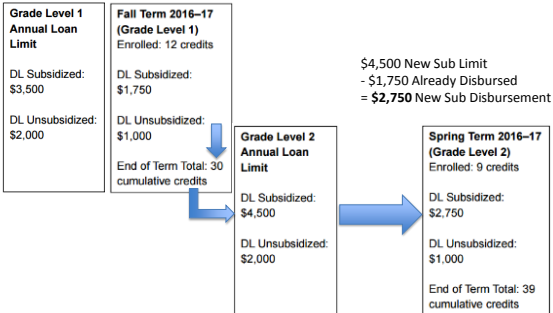 Grade Level 1
Annual Loan
Limit
DL Subsidized:
$3,500
DL Unsubsidized:
$2,000
Fall Term 2016–17
(Grade Level 1)
Enrolled: 12 credits
DL Subsidized:
$1,750
DL Unsubsidized:
$1,000
End of Term Total: 30
cumulative credits
$4,500 New Sub Limit
- $1,750 Already Disbursed
= $2,750 New Sub Disbursement
Grade Level 2
Annual Loan
Limit
DL Subsidized:
$4,500
DL Unsubsidized:
$2,000
Spring Term 2016–17
(Grade Level 2)
Enrolled: 9 credits
DL Subsidized:
$2,750
DL Unsubsidized:
$1,000
End of Term Total: 39
cumulative credits